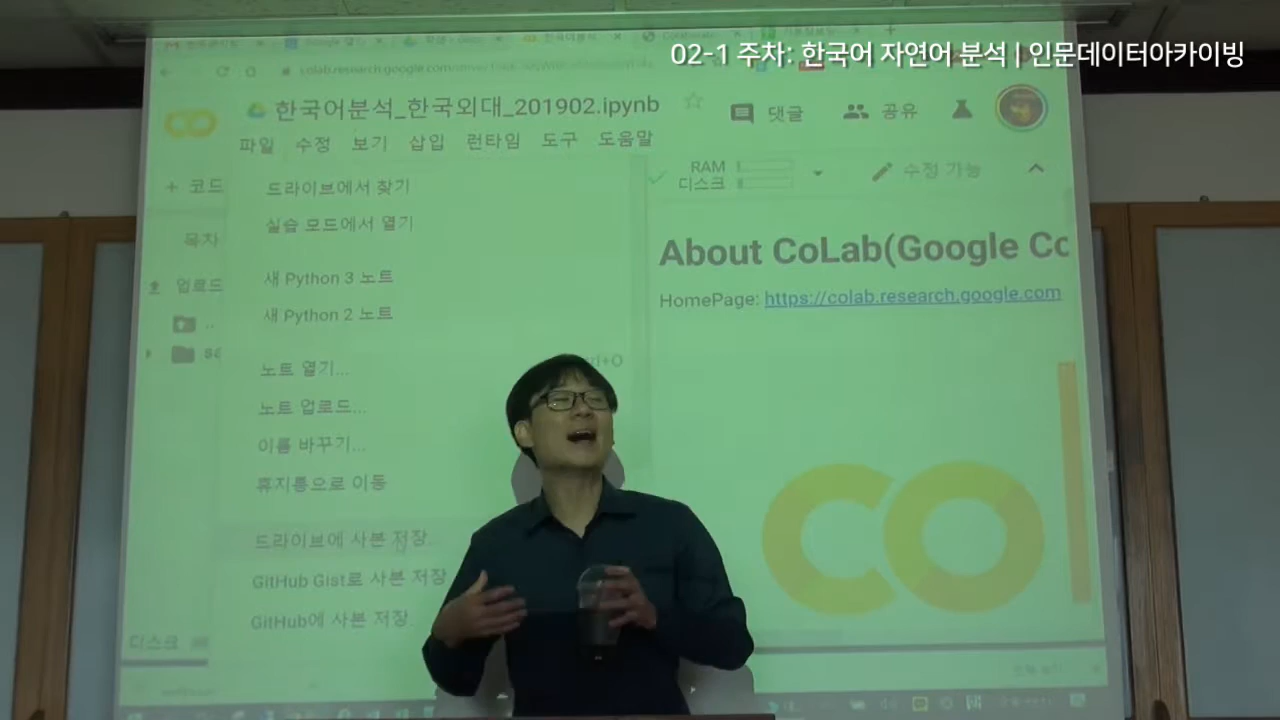 02-1 주차: 한국어 자연어 분석 | 인문데이터아카이빙
한국어분석_한국외대_201902.ipynb
댓글
공유
파일 수정 보기 삽입 런타임 도구 도움말
+ 코드
RAM
디스크
수정 가능
드라이브에서 찾기
실습 모드에서 열기
목차
업로드
새 Python 3 노트
새 Python 2 노트
노트 열기...
노트 업로드...
이름 바꾸기...
휴지통으로 이동
드라이브에 사본 저장...
GitHub Gist로 사본 저장
GitHub에 사본 저장
디스크
About CoLab(Google Co
HomePage: https://colab.research.google.com
co